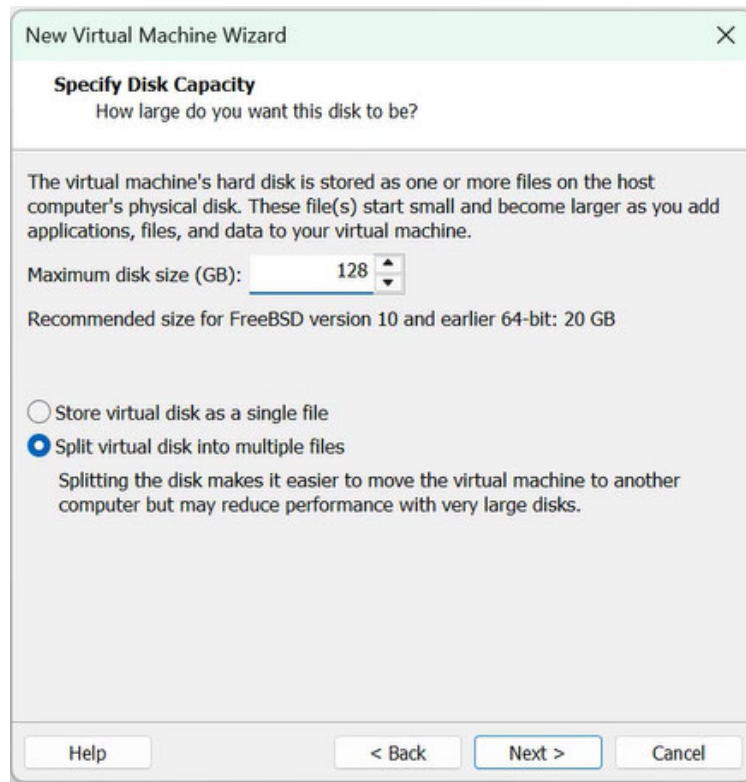 New Virtual Machine Wizard
Specify Disk Capacity
How large do you want this disk to be?
The virtual machine's hard disk is stored as one or more files on the host
computer's physical disk. These file(s) start small and become larger as you add
applications, files, and data to your virtual machine.
Maximum disk size (GB): 128
Recommended size for FreeBSD version 10 and earlier 64-bit: 20 GB
Store virtual disk as a single file
Split virtual disk into multiple files
Splitting the disk makes it easier to move the virtual machine to another
computer but may reduce performance with very large disks.
Help < Back Next > Cancel